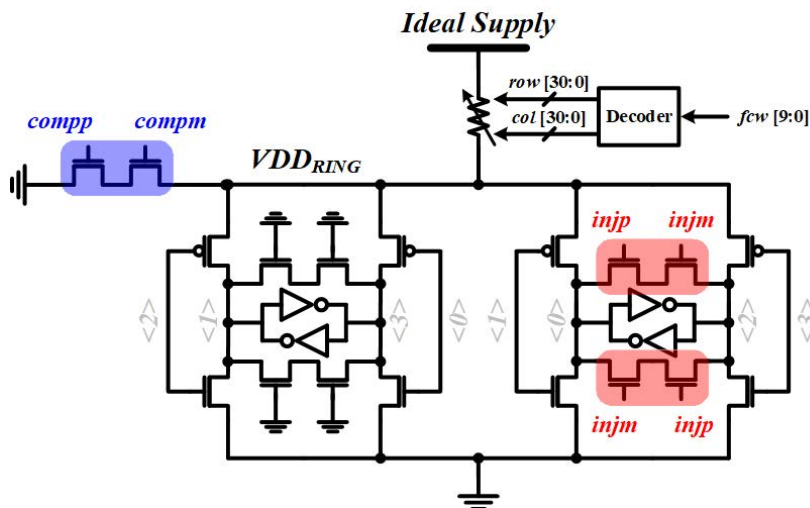 Ideal Supply
row [30:0]
col [30:0]
Decoder
fcw [9:0]
compp compm
VDDRING
injp injm
<2> <1> <3> <0> <1> <0> <2> <3>
injm injp